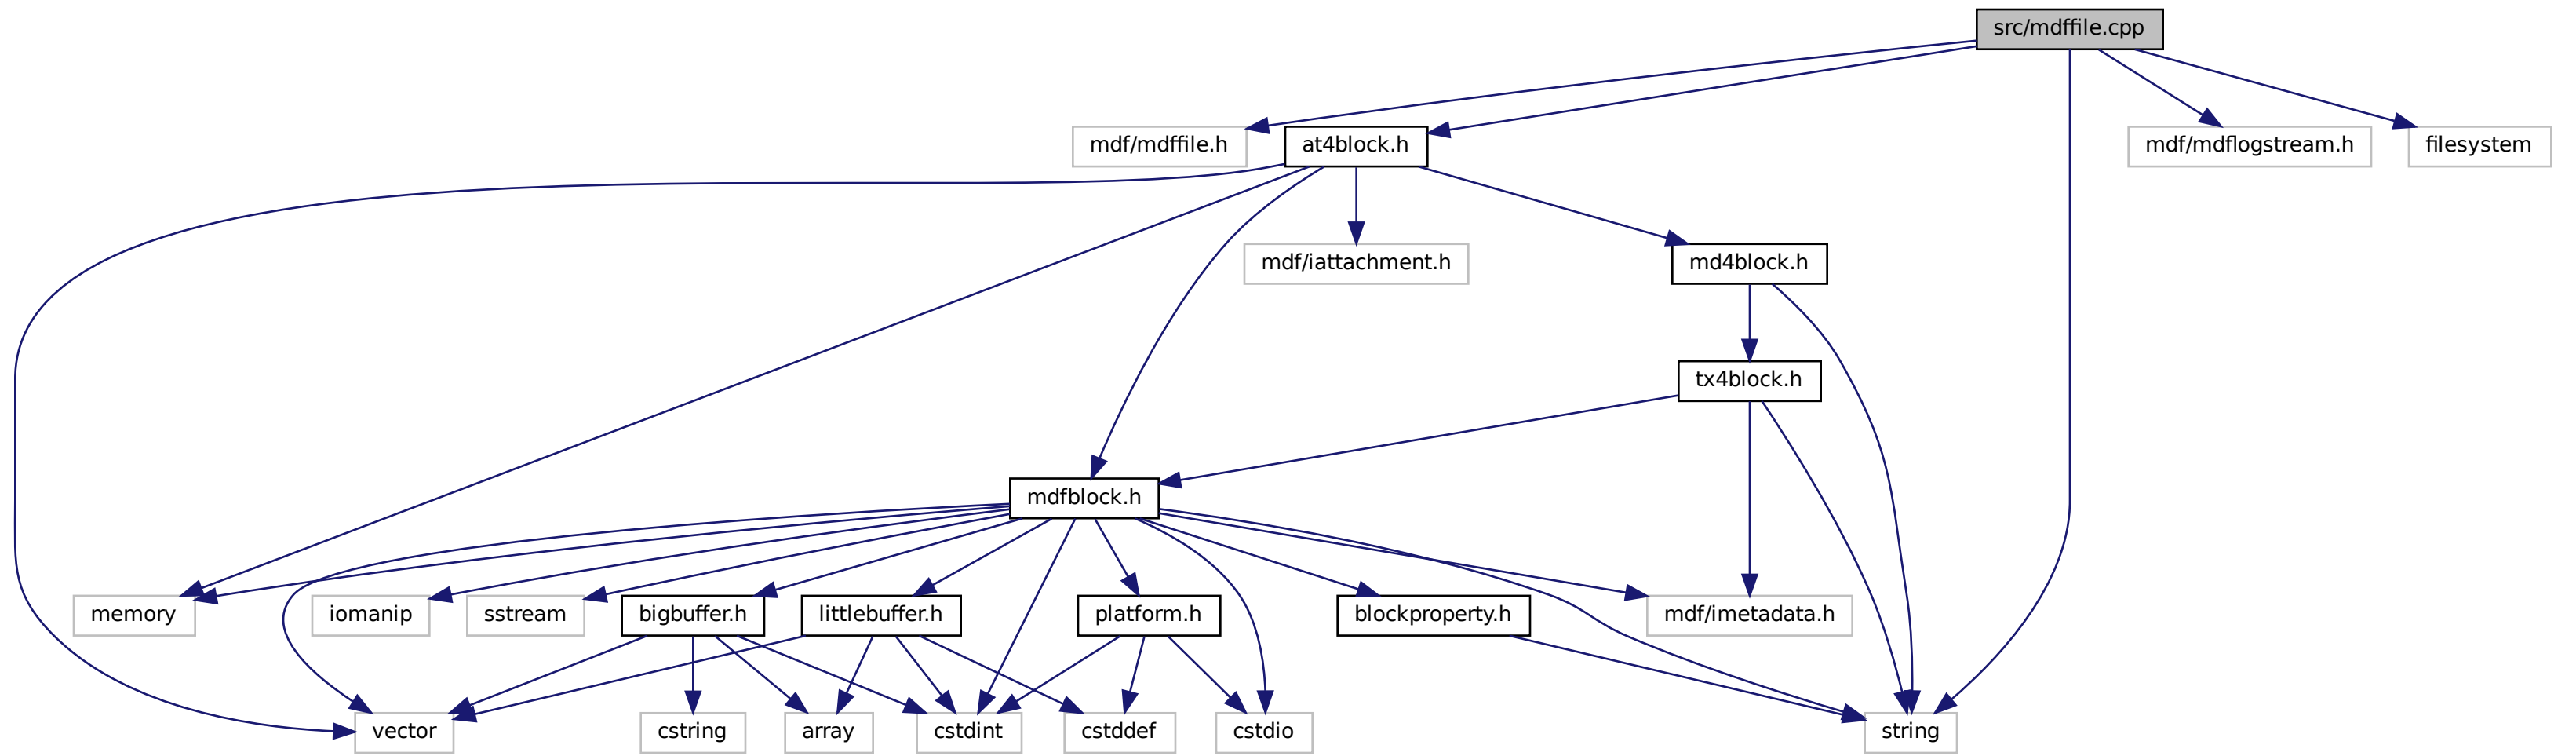 src/mdffile.cpp
mdf/mdffile.h
at4block.h
mdf/mdflogstream.h
filesystem
mdf/iattachment.h
md4block.h
tx4block.h
mdfblock.h
memory
iomanip
sstream
bigbuffer.h
littlebuffer.h
platform.h
blockproperty.h
mdf/imetadata.h
vector
cstring
array
cstdint
cstddef
cstdio
string